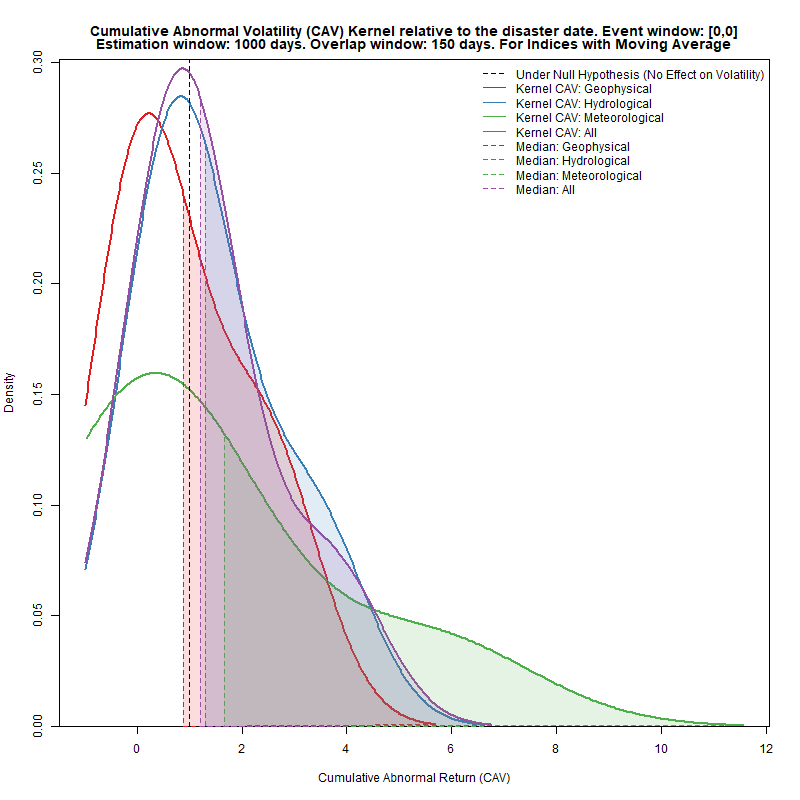 Cumulative Abnormal Volatility (CAV) Kernel relative to the disaster date. Event window: [0,0]
Estimation window: 1000 days. Overlap window: 150 days. For Indices with Moving Average
Under Null Hypothesis (No Effect on Volatility)
Kernel CAV: Geophysical
Kernel CAV: Hydrological
Kernel CAV: Meteorological
Kernel CAV: All
Median: Geophysical
Median: Hydrological
Median: Meteorological
Median: All
Density
0.30
0.25
0.20
0.15
0.10
0.05
0.00
0 2 4 6 8 10 12
Cumulative Abnormal Return (CAV)